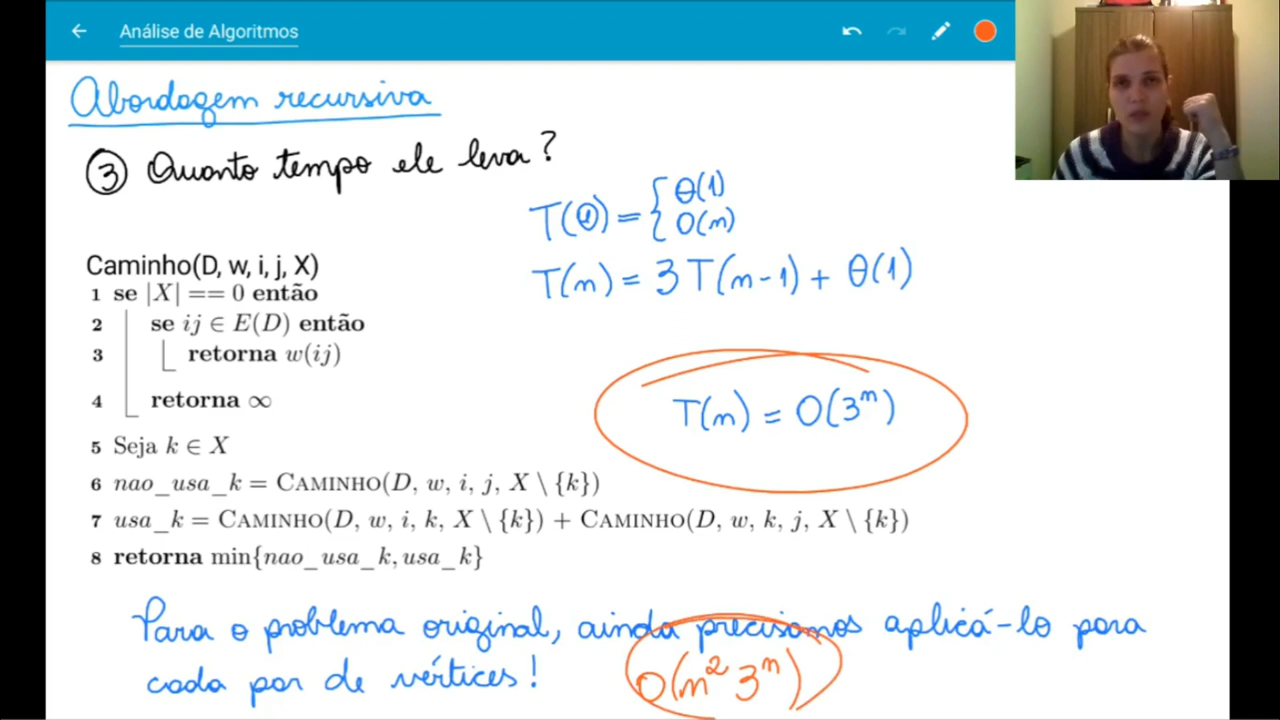 Análise de Algoritmos
Abordagem recursiva
③ Quanto tempo ele leva?
T(0) = { θ(1)
O(n)
T(n) = 3T(n-1) + θ(1)
Caminho(D, w, i, j, X)
1 se |X| == 0 então
2 se ij ∈ E(D) então
3 retorna w(ij)
4 retorna ∞
T(n) = O(3ⁿ)
5 Seja k ∈ X
6 nao_usa_k = CAMINHO(D, w, i, j, X \ {k})
7 usa_k = CAMINHO(D, w, i, k, X \ {k}) + CAMINHO(D, w, k, j, X \ {k})
8 retorna min{nao_usa_k, usa_k}
Para o problema original, ainda precisamos aplicá-lo para
cada par de vértices!
O(n² 3ⁿ)